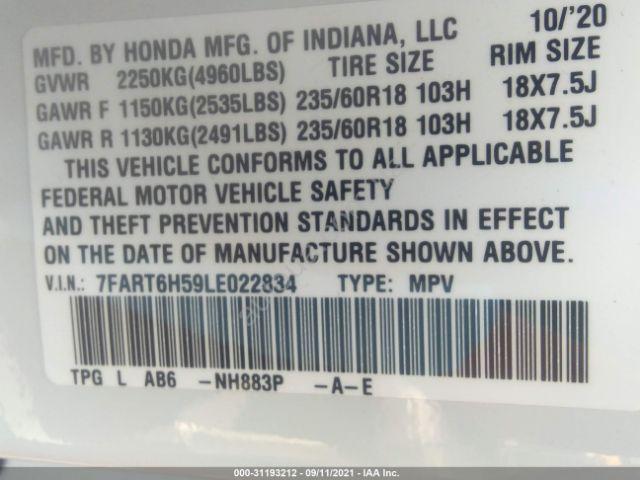 10/'20
MFD. BY HONDA MFG. OF INDIANA, LLC
GVWR 2250KG(4960LBS) TIRE SIZE RIM SIZE
GAWR F 1150KG(2535LBS) 235/60R18 103H 18X7.5J
GAWR R 1130KG(2491LBS) 235/60R18 103H 18X7.5J
THIS VEHICLE CONFORMS TO ALL APPLICABLE
FEDERAL MOTOR VEHICLE SAFETY
AND THEFT PREVENTION STANDARDS IN EFFECT
ON THE DATE OF MANUFACTURE SHOWN ABOVE.
V.I.N.: 7FART6H59LE022834 TYPE: MPV
TPG L AB6 -NH883P -A-E
000-31193212 - 09/11/2021 - IAA Inc.